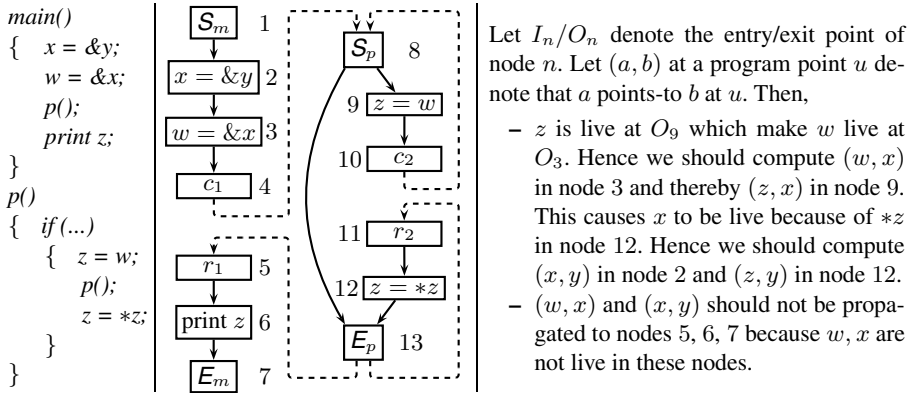 main()
{ x = &y;
w = &x;
p();
print z;
}
p()
{ if (...)
{ z = w;
p();
z = *z;
}
}
S_m 1
x = &y 2
w = &x 3
c_1 4
r_1 5
print z 6
E_m 7
S_p 8
9 z = w
10 c_2
11 r_2
12 z = *z
E_p 13
Let I_n/O_n denote the entry/exit point of
node n. Let (a, b) at a program point u de-
note that a points-to b at u. Then,
– z is live at O_9 which make w live at
O_3. Hence we should compute (w, x)
in node 3 and thereby (z, x) in node 9.
This causes x to be live because of *z
in node 12. Hence we should compute
(x, y) in node 2 and (z, y) in node 12.
– (w, x) and (x, y) should not be propa-
gated to nodes 5, 6, 7 because w, x are
not live in these nodes.